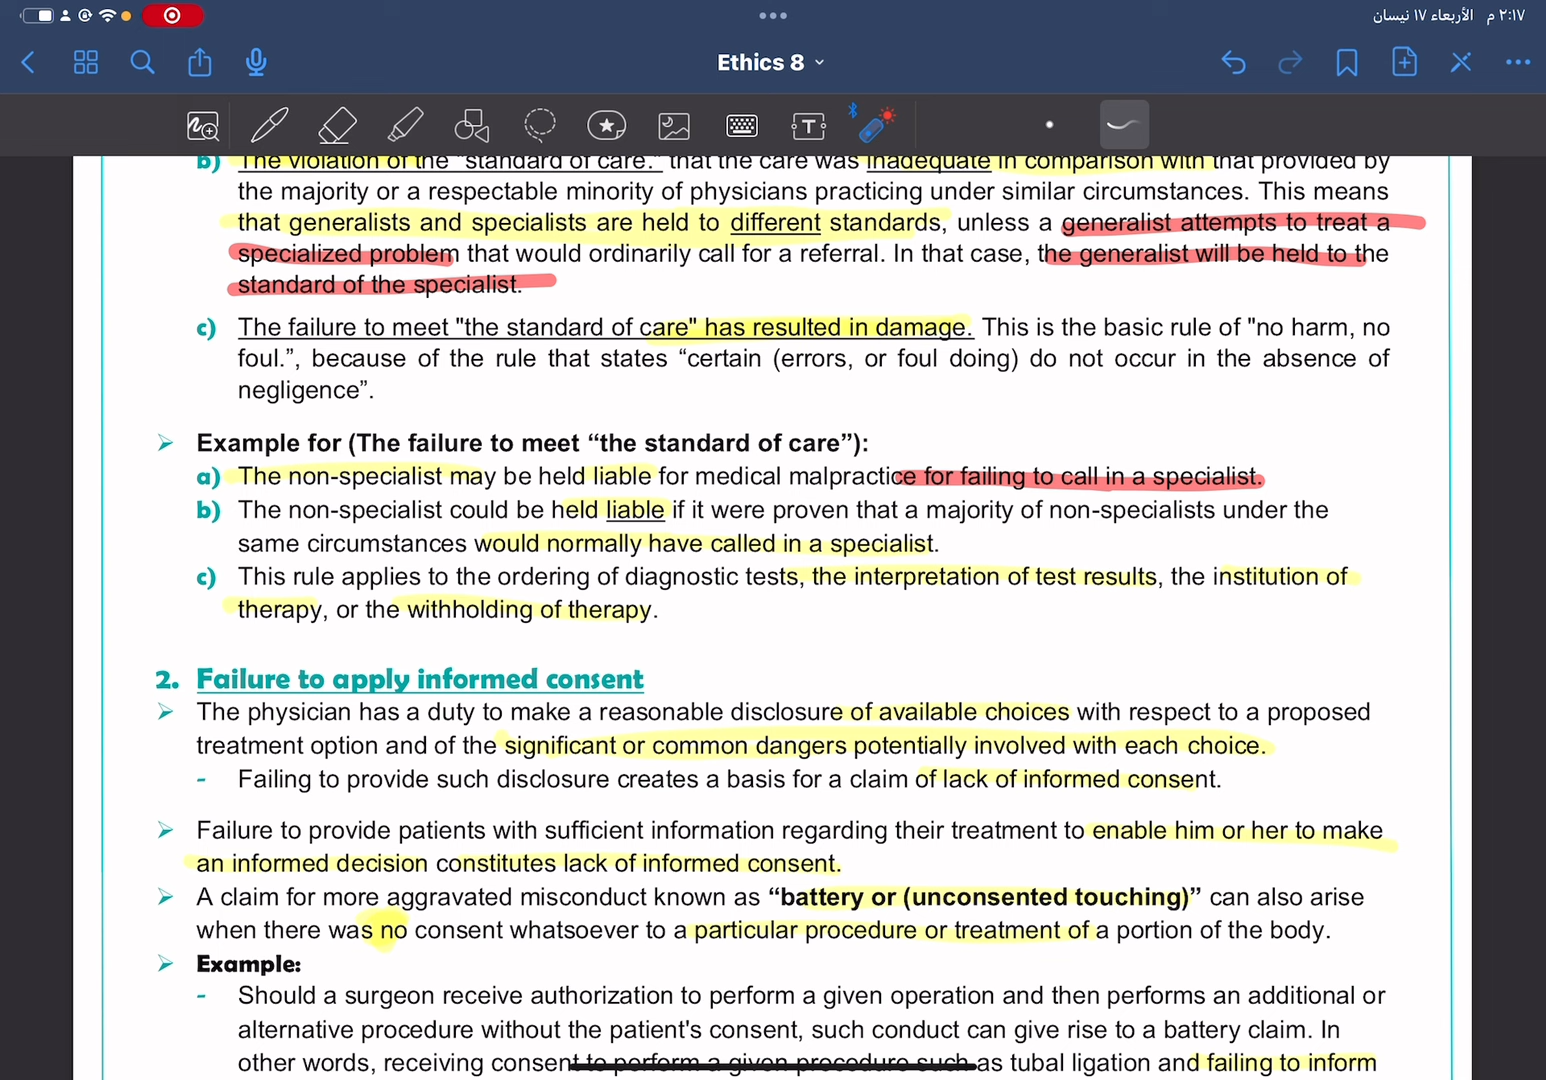 ٢:١٧ م الأربعاء ١٧ نيسان
Ethics 8
b) The violation of the "standard of care." that the care was inadequate in comparison with that provided by
the majority or a respectable minority of physicians practicing under similar circumstances. This means
that generalists and specialists are held to different standards, unless a generalist attempts to treat a
specialized problem that would ordinarily call for a referral. In that case, the generalist will be held to the
standard of the specialist.
c) The failure to meet "the standard of care" has resulted in damage. This is the basic rule of "no harm, no
foul.”, because of the rule that states “certain (errors, or foul doing) do not occur in the absence of
negligence”.
➢ Example for (The failure to meet “the standard of care”):
a) The non-specialist may be held liable for medical malpractice for failing to call in a specialist.
b) The non-specialist could be held liable if it were proven that a majority of non-specialists under the
same circumstances would normally have called in a specialist.
c) This rule applies to the ordering of diagnostic tests, the interpretation of test results, the institution of
therapy, or the withholding of therapy.
2. Failure to apply informed consent
➢ The physician has a duty to make a reasonable disclosure of available choices with respect to a proposed
treatment option and of the significant or common dangers potentially involved with each choice.
- Failing to provide such disclosure creates a basis for a claim of lack of informed consent.
➢ Failure to provide patients with sufficient information regarding their treatment to enable him or her to make
an informed decision constitutes lack of informed consent.
➢ A claim for more aggravated misconduct known as “battery or (unconsented touching)” can also arise
when there was no consent whatsoever to a particular procedure or treatment of a portion of the body.
➢ Example:
- Should a surgeon receive authorization to perform a given operation and then performs an additional or
alternative procedure without the patient's consent, such conduct can give rise to a battery claim. In
other words, receiving consent to perform a given procedure such as tubal ligation and failing to inform